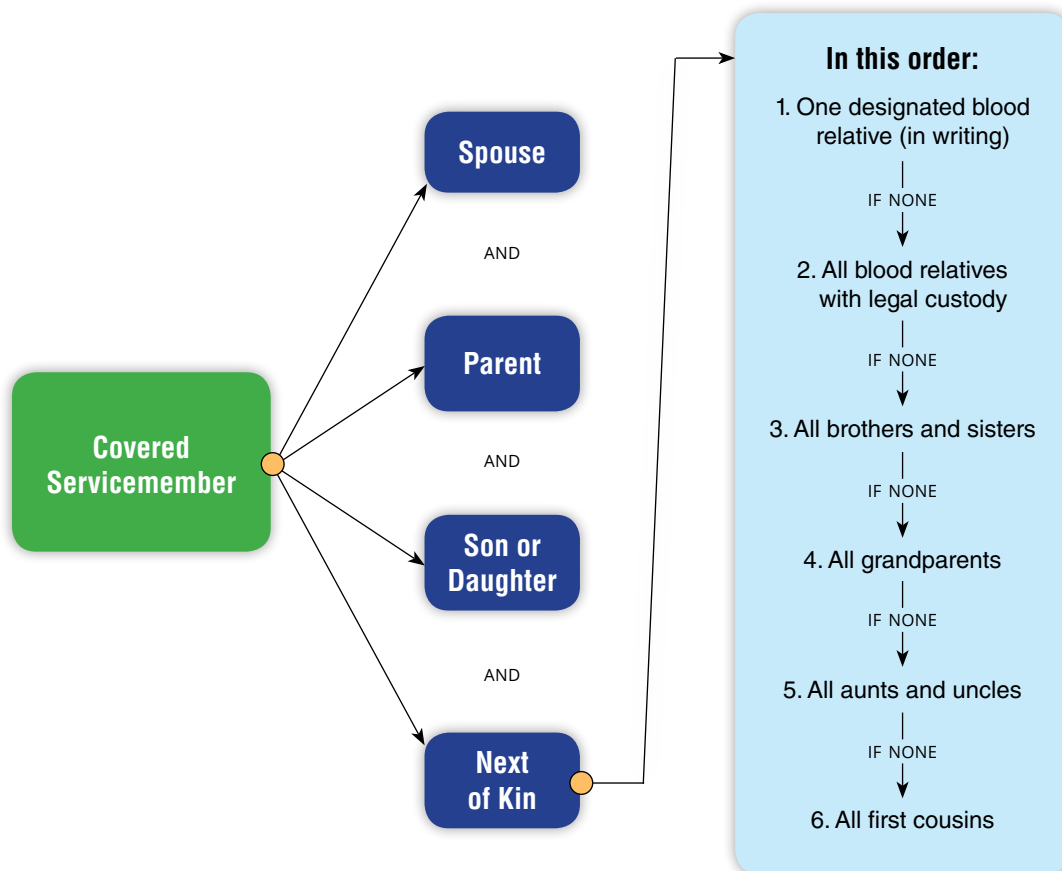 Covered
Servicemember
Spouse
AND
Parent
AND
Son or
Daughter
AND
Next
of Kin
In this order:
1. One designated blood
relative (in writing)
IF NONE
2. All blood relatives
with legal custody
IF NONE
3. All brothers and sisters
IF NONE
4. All grandparents
IF NONE
5. All aunts and uncles
IF NONE
6. All first cousins